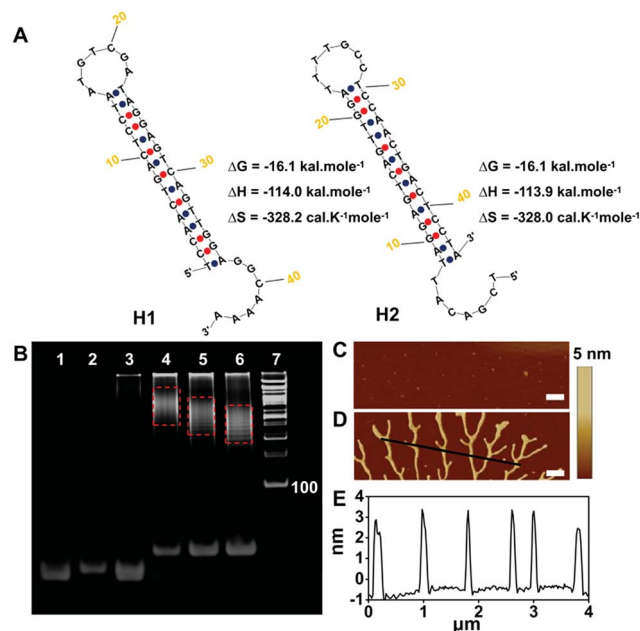 A
20
10
30
40
5'
3'
H1
ΔG = -16.1 kal.mole⁻¹
ΔH = -114.0 kal.mole⁻¹
ΔS = -328.2 cal.K⁻¹mole⁻¹
30
20
40
10
3'
5'
H2
ΔG = -16.1 kal.mole⁻¹
ΔH = -113.9 kal.mole⁻¹
ΔS = -328.0 cal.K⁻¹mole⁻¹
B
1 2 3 4 5 6 7
100
C
5 nm
D
E
nm
4
3
2
1
0
-1
0 1 2 3 4
μm